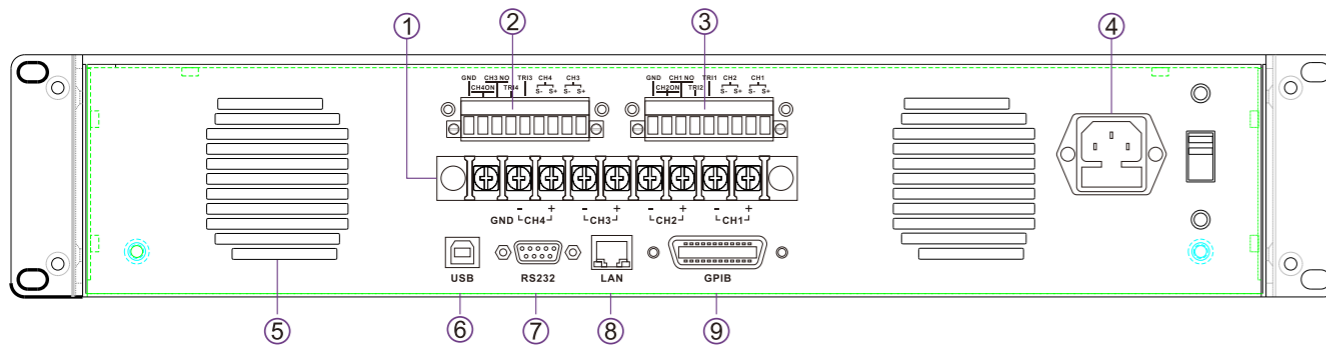 ① ② ③ ④
GND CH3 NO TRI3 CH4 CH3
CH4ON TRI4 S- S+ S- S+
GND CH1 NO TRI1 CH2 CH1
CH2ON TRI2 S- S+ S- S+
- + - + - + - +
GND CH4 CH3 CH2 CH1
USB RS232 LAN GPIB
⑤ ⑥ ⑦ ⑧ ⑨